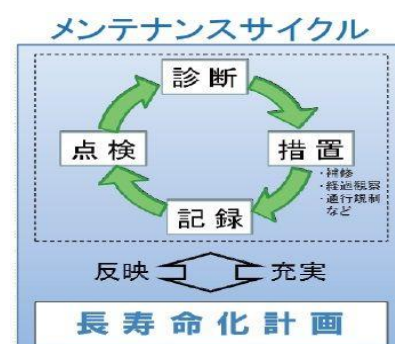 メンテナンスサイクル
診断
点検
措置
・補修
・経過観察
・通行規制
など
記録
反映
充実
長寿命化計画